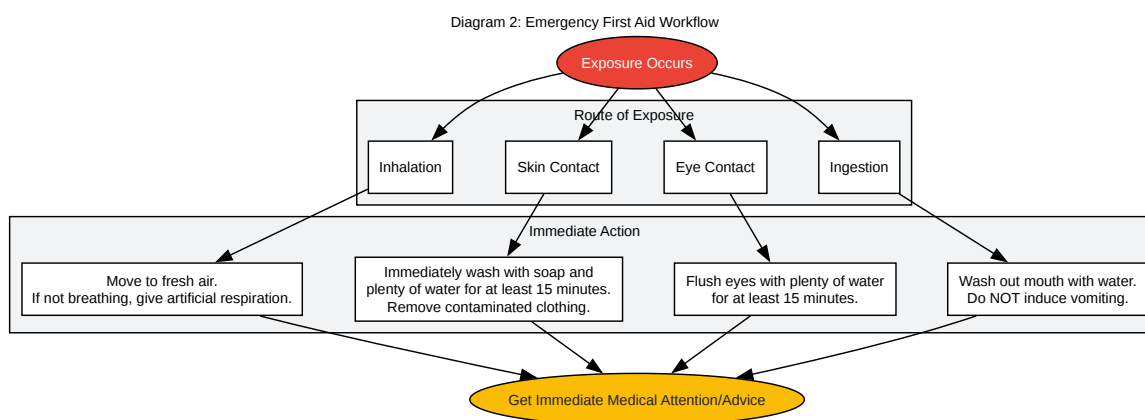 Diagram 2: Emergency First Aid Workflow
Exposure Occurs
Route of Exposure
Inhalation
Skin Contact
Eye Contact
Ingestion
Immediate Action
Move to fresh air.
If not breathing, give artificial respiration.
Immediately wash with soap and
plenty of water for at least 15 minutes.
Remove contaminated clothing.
Flush eyes with plenty of water
for at least 15 minutes.
Wash out mouth with water.
Do NOT induce vomiting.
Get Immediate Medical Attention/Advice